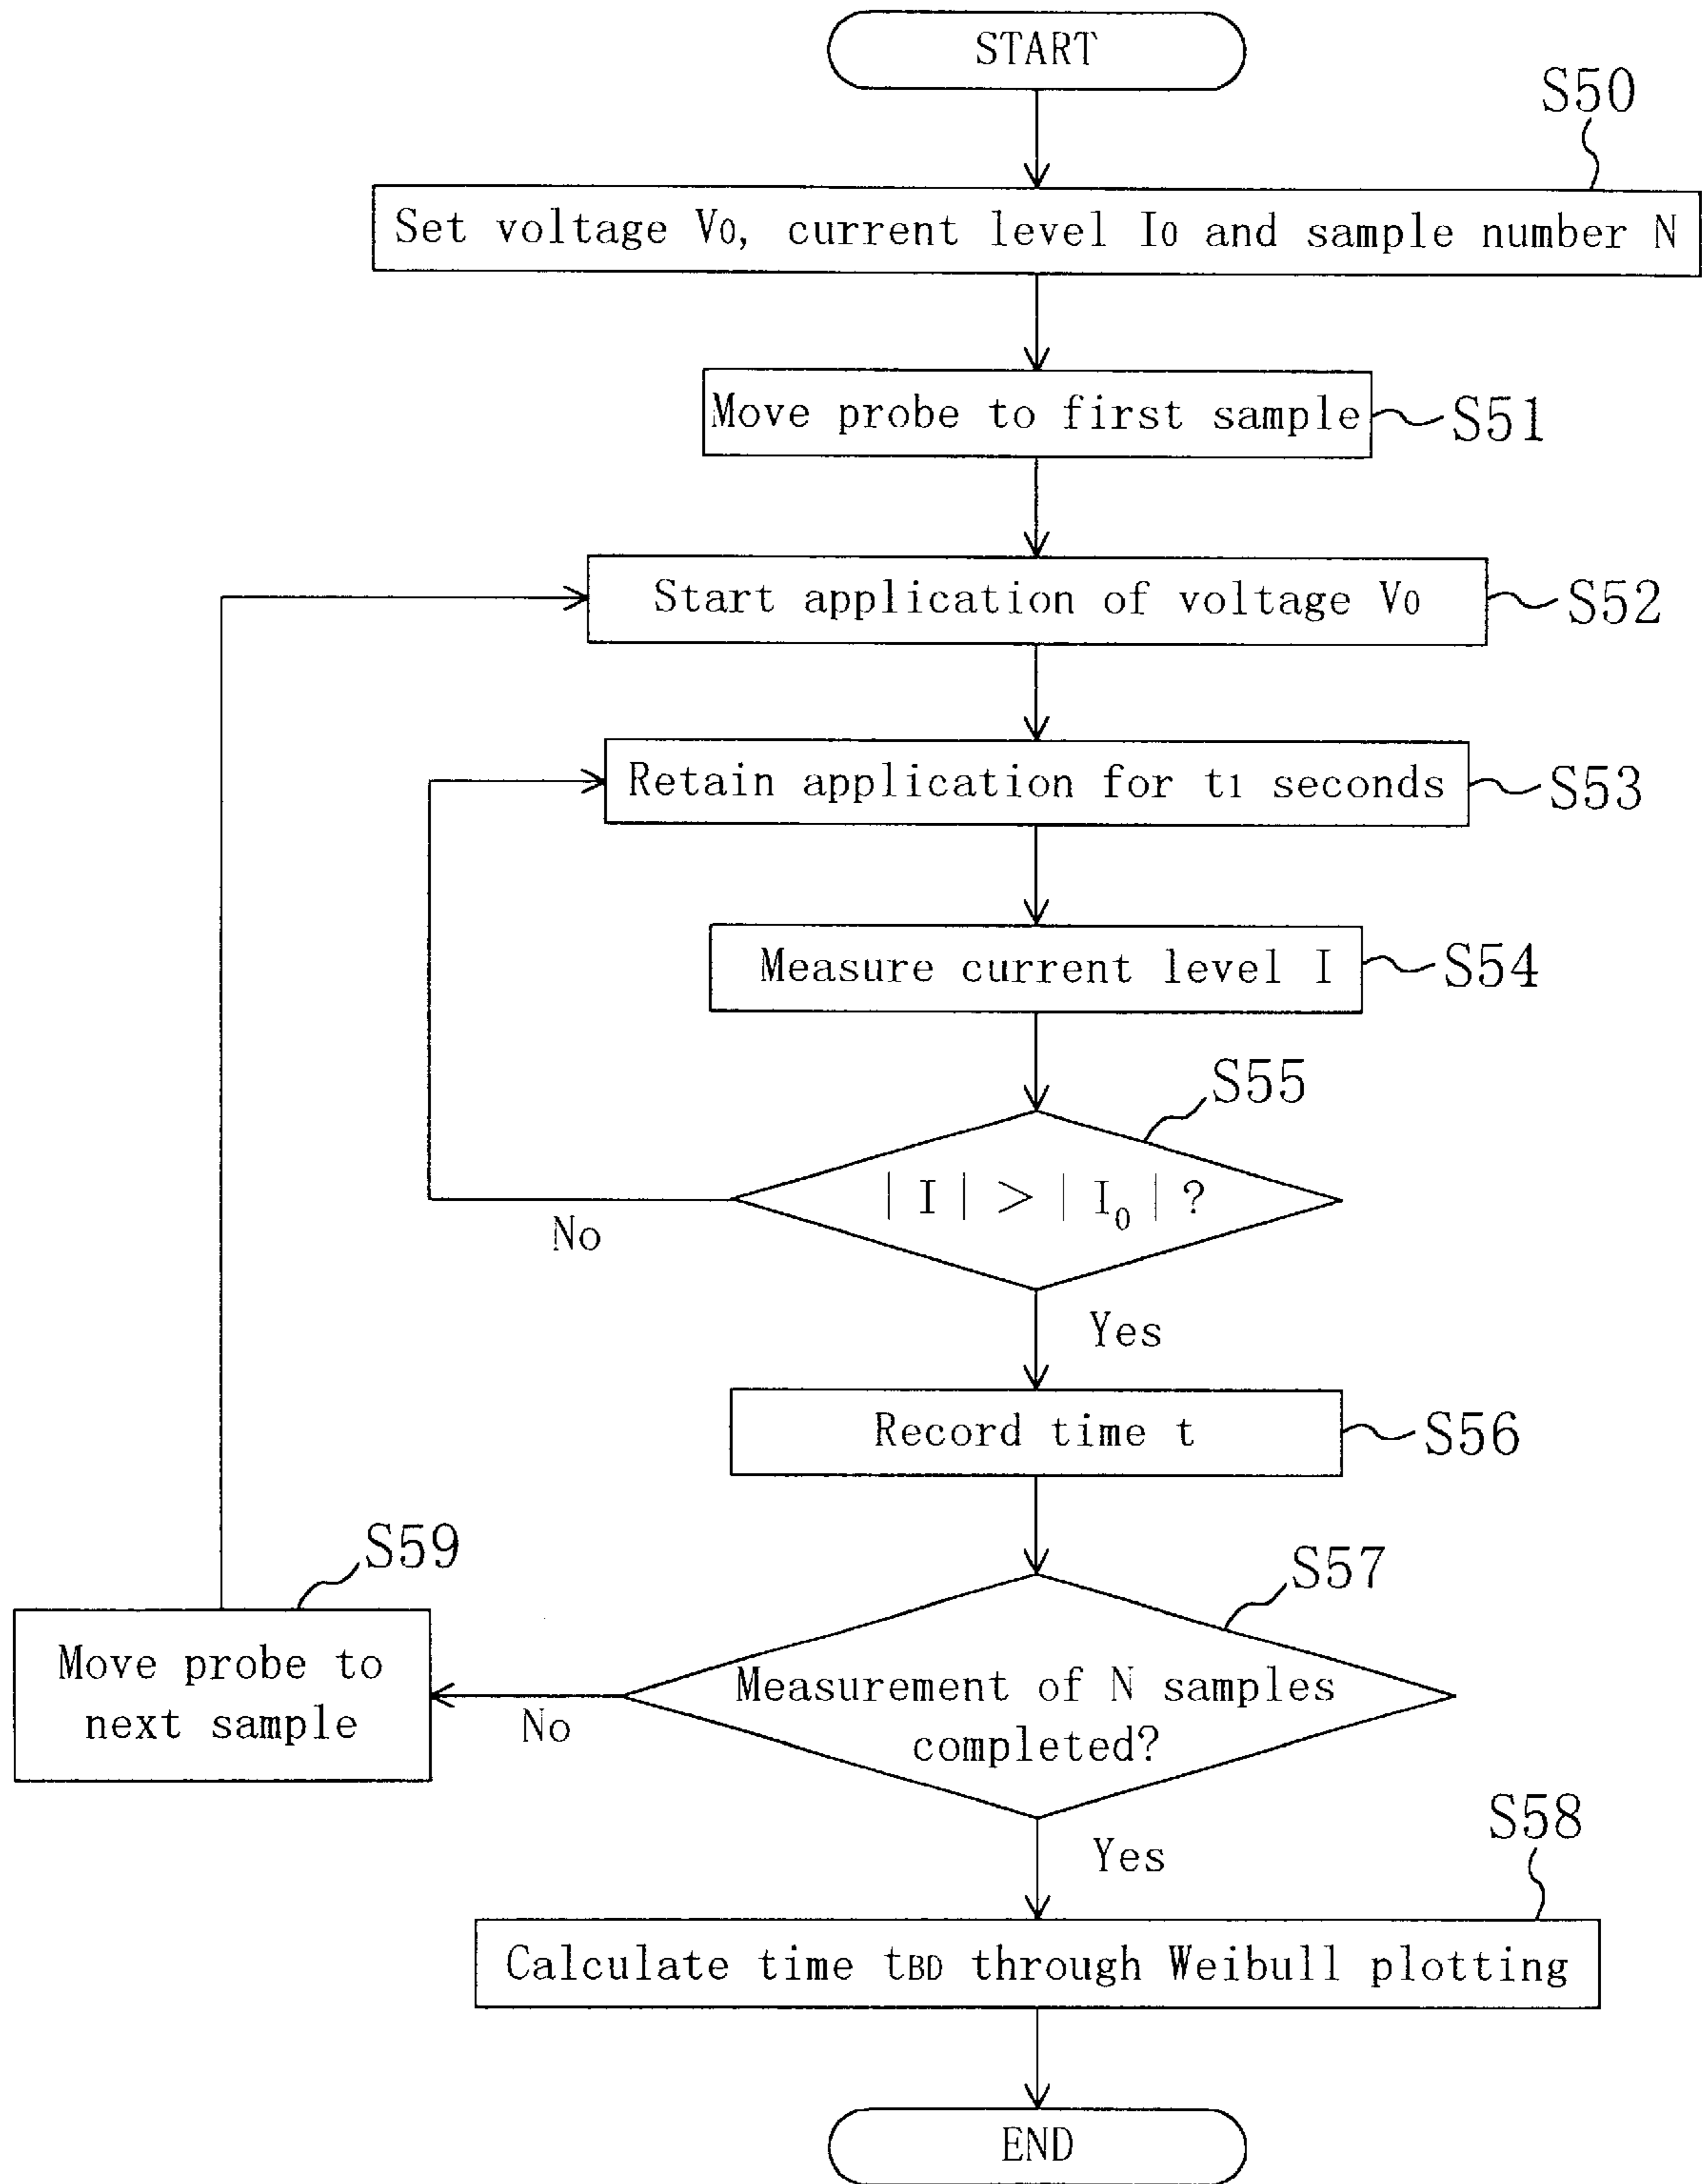 START
S50
Set voltage V0, current level I0 and sample number N
Move probe to first sample
S51
Start application of voltage V0
S52
Retain application for t1 seconds
S53
Measure current level I
S54
S55
| I | > | I0 | ?
No
Yes
Record time t
S56
S59
S57
Move probe to
next sample
No
Measurement of N samples
completed?
Yes
S58
Calculate time tBD through Weibull plotting
END